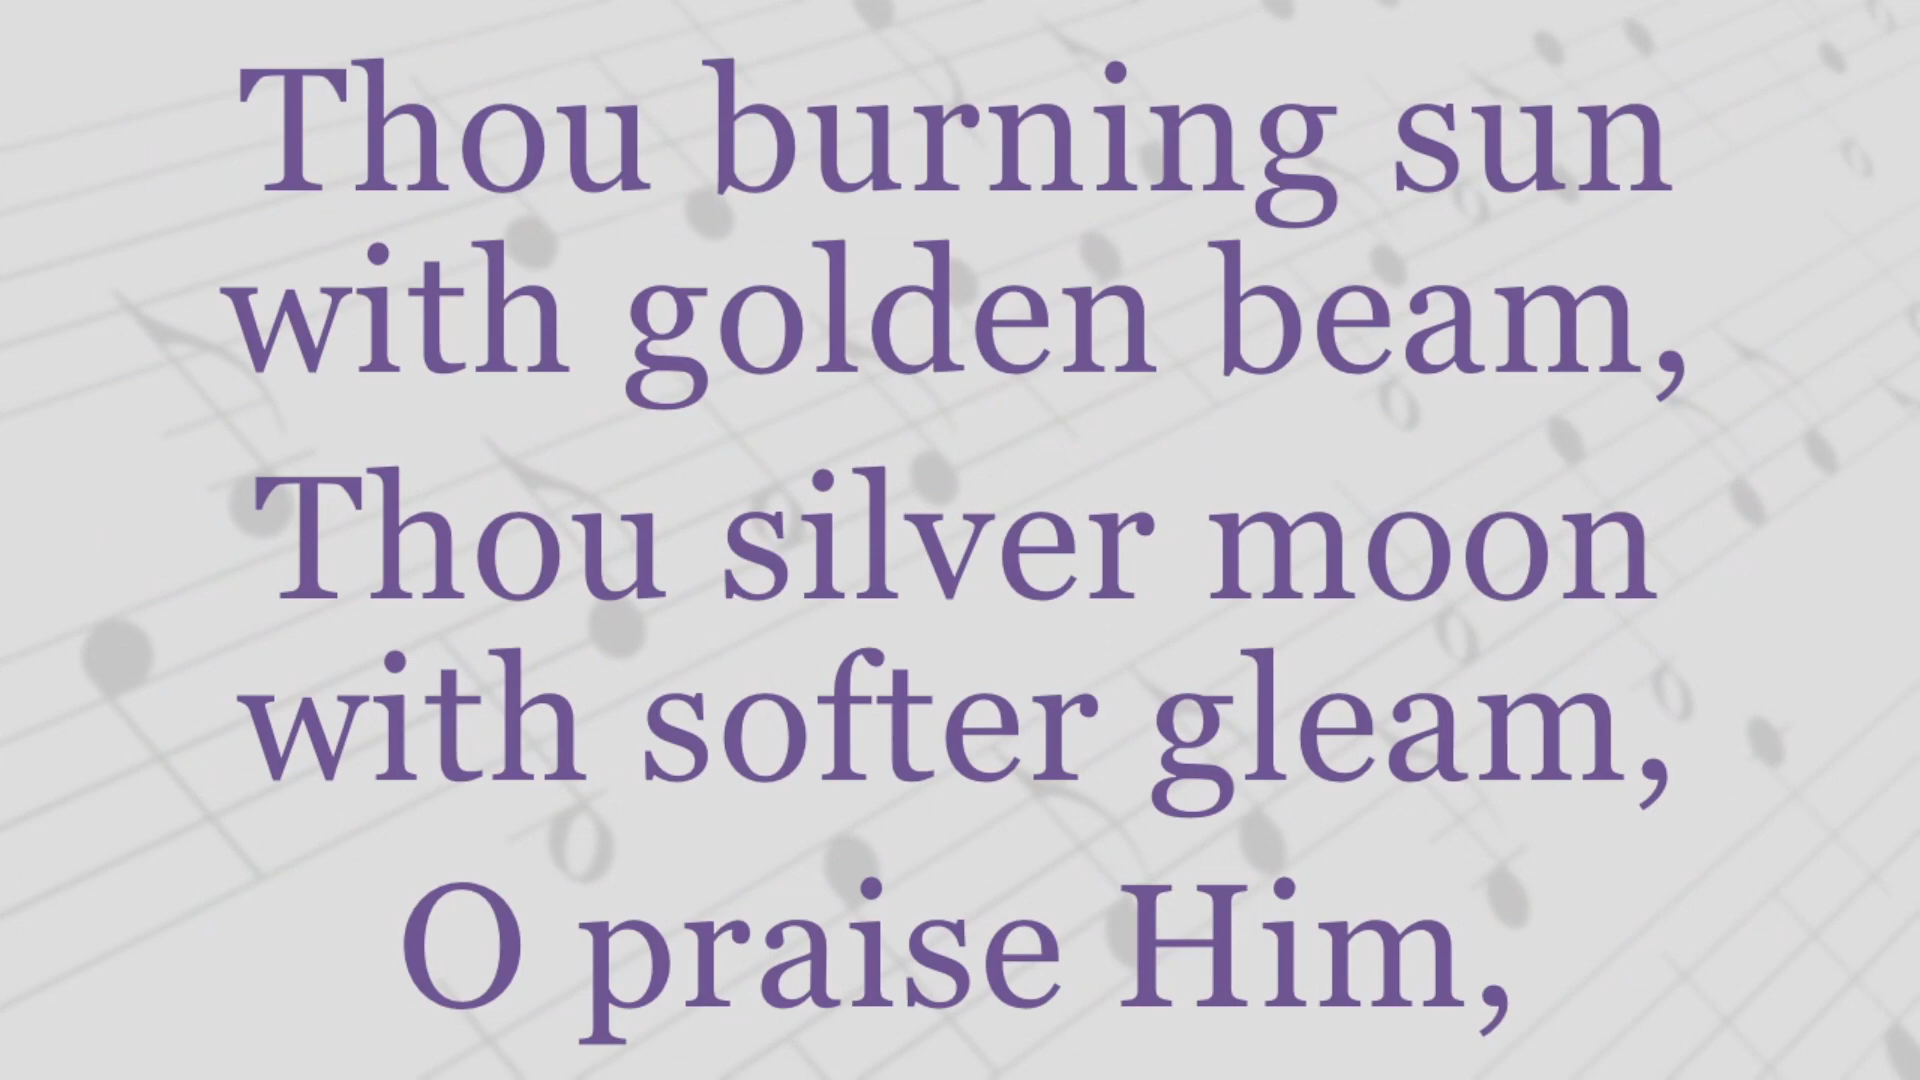 Thou burning sun
with golden beam,
Thou silver moon
with softer gleam,
O praise Him,